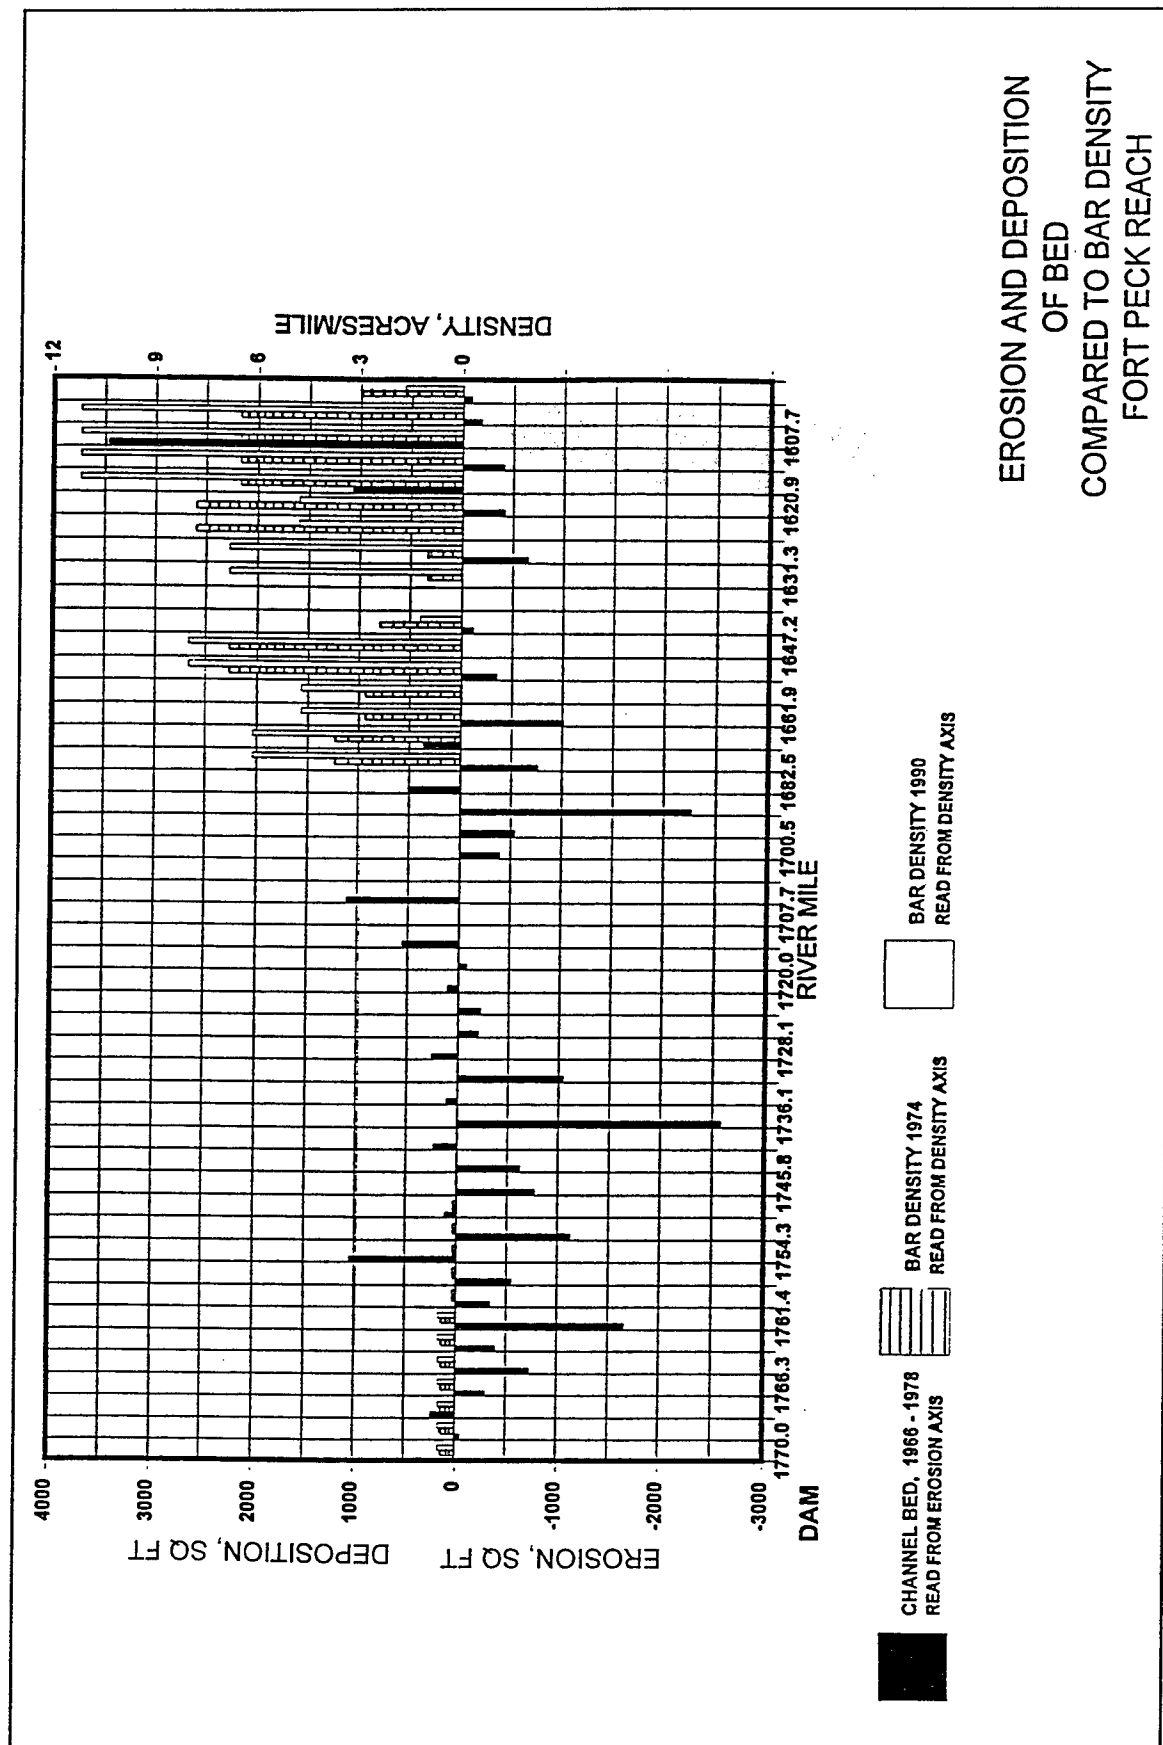 4000
3000
2000
1000
0
-1000
-2000
-3000
DEPOSITION, SQ FT
EROSION, SQ FT
12
9
6
3
0
DENSITY, ACRES/MILE
1770.0
1766.3
1761.4
1754.3
1745.8
1736.1
1728.1
1720.0
1707.7
1700.5
1682.5
1661.9
1647.2
1631.3
1620.9
1607.7
DAM
RIVER MILE
CHANNEL BED, 1966 - 1978
READ FROM EROSION AXIS
BAR DENSITY 1974
READ FROM DENSITY AXIS
BAR DENSITY 1990
READ FROM DENSITY AXIS
EROSION AND DEPOSITION
OF BED
COMPARED TO BAR DENSITY
FORT PECK REACH